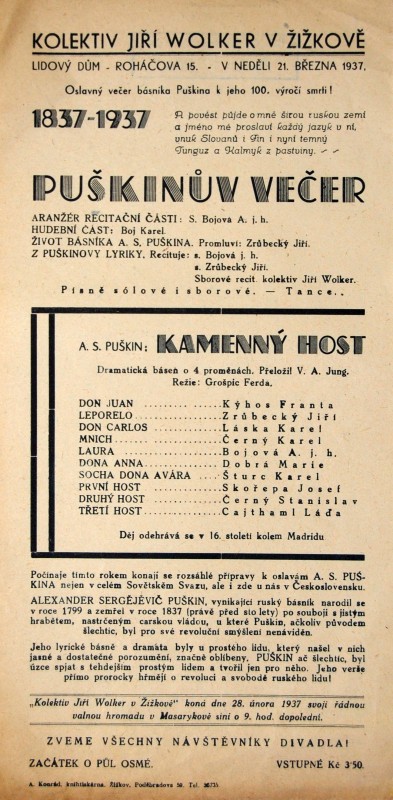 KOLEKTIV JIŘÍ WOLKER V ŽIŽKOVĚ
LIDOVÝ DŮM - ROHÁČOVA 15. - V NEDĚLI 21. BŘEZNA 1937.
Oslavný večer básníka Puškina k jeho 100. výročí smrti!
1837-1937
A pověst půjde o mně šírou ruskou zemí
a jméno mé proslaví každý jazyk v ní,
vnuk Slovanů i Fin i nyní temný
Tunguz a Kalmyk z pastviny. - -
PUŠKINŮV VEČER
ARANŽÉR RECITAČNÍ ČÁSTI: S. Bojová A. j. h.
HUDEBNÍ ČÁST: Boj Karel.
ŽIVOT BÁSNÍKA A. S. PUŠKINA. Promluví: Zrůbecký Jiří.
Z PUŠKINOVY LYRIKY. Recituje: s. Bojová j. h.
s. Zrůbecký Jiří.
Sborové recit. kolektiv Jiří Wolker.
Písně sólové i sborové. — Tance..
A. S. PUŠKIN: KAMENNÝ HOST
Dramatická báseň o 4 proměnách. Přeložil V. A. Jung.
Režie: Grošpic Ferda.
DON JUAN .......... Kýhos Franta
LEPORELO .......... Zrůbecký Jiří
DON CARLOS .......... Láska Karel
MNICH .......... Černý Karel
LAURA .......... Bojová A. j. h.
DONA ANNA .......... Dobrá Marie
SOCHA DONA AVÁRA .... Šturc Karel
PRVNÍ HOST .......... Skořepa Josef
DRUHÝ HOST .......... Černý Stanislav
TŘETÍ HOST .......... Cajthaml Láďa
Děj odehrává se v 16. století kolem Madridu.
Počínaje tímto rokem konají se rozsáhlé přípravy k oslavám A. S. PUŠ-
KINA nejen v celém Sovětském Svazu, ale i zde u nás v Československu.
ALEXANDER SERGĚJEVIČ PUŠKIN, vynikající ruský básník narodil se
v roce 1799 a zemřel v roce 1837 (právě před sto lety) po souboji s jistým
hrabětem, nastrčeným carskou vládou, u které Puškin, ačkoliv původem
šlechtic, byl pro své revoluční smýšlení nenáviděn.
Jeho lyrické básně a dramata byly u prostého lidu, který našel v nich
jasné a dostatečné porozumění, značně oblíbeny. PUŠKIN ač šlechtic, byl
úzce spjat s tehdejším prostým lidem a tvořil jen pro něho. Jeho verše
přímo prorocky hřmějí o revoluci a svobodě ruského lidu!
„Kolektiv Jiří Wolker v Žižkově" koná dne 28. února 1937 svojí řádnou
valnou hromadu v Masarykově síni o 9. hod. dopolední.
ZVEME VŠECHNY NÁVŠTĚVNÍKY DIVADLA!
ZAČÁTEK O PŮL OSMÉ. VSTUPNÉ Kč 3'50.
A. Konrád, knihtiskárna, Žižkov, Poděbradova 59. Tel.